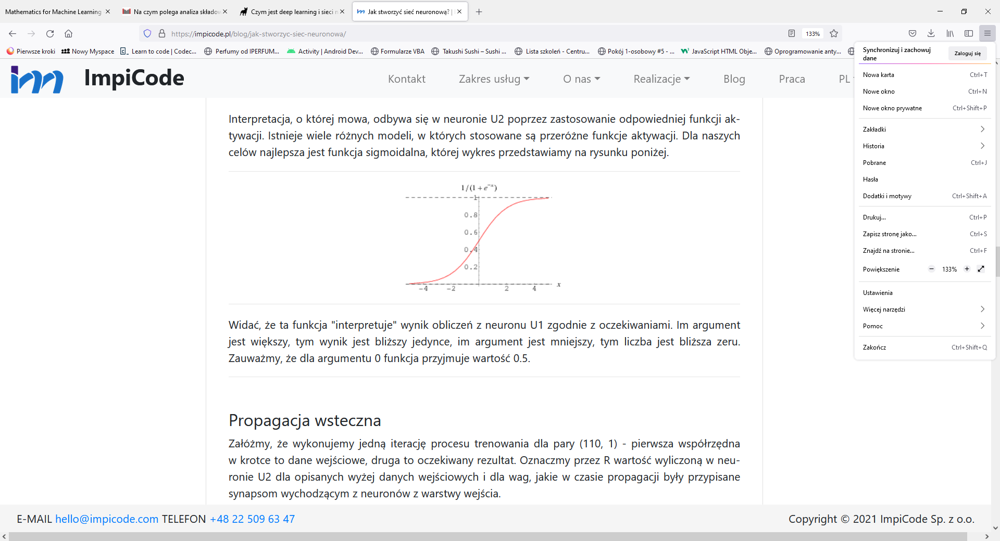 Mathematics for Machine Learning
Na czym polega analiza składow
Czym jest deep learning i sieci n
Jak stworzyć sieć neuronową? |
https://impicode.pl/blog/jak-stworzyc-siec-neuronowa/
133%
Pierwsze kroki
Nowy Myspace
Learn to code | Codec...
Perfumy od IPERFUM...
Activity | Android Dev...
Formularze VBA
Takushi Sushi – Sushi ...
Lista szkoleń - Centru...
Pokój 1-osobowy #5 - ...
JavaScript HTML Obje...
Oprogramowanie anty...
Synchronizuj i zachowuj
dane
Zaloguj się
Nowa karta Ctrl+T
Nowe okno Ctrl+N
Nowe okno prywatne Ctrl+Shift+P
Zakładki
Historia
Pobrane Ctrl+J
Hasła
Dodatki i motywy Ctrl+Shift+A
Drukuj... Ctrl+P
Zapisz stronę jako... Ctrl+S
Znajdź na stronie... Ctrl+F
Powiększenie − 133% +
Ustawienia
Więcej narzędzi
Pomoc
Zakończ Ctrl+Shift+Q
im ImpiCode
Kontakt Zakres usług O nas Realizacje Blog Praca PL
Interpretacja, o której mowa, odbywa się w neuronie U2 poprzez zastosowanie odpowiedniej funkcji ak-
tywacji. Istnieje wiele różnych modeli, w których stosowane są przeróżne funkcje aktywacji. Dla naszych
celów najlepsza jest funkcja sigmoidalna, której wykres przedstawiamy na rysunku poniżej.
1/(1+e^-x)
1
0.8
0.6
0.4
0.2
-4 -2 2 4 x
Widać, że ta funkcja "interpretuje" wynik obliczeń z neuronu U1 zgodnie z oczekiwaniami. Im argument
jest większy, tym wynik jest bliższy jedynce, im argument jest mniejszy, tym liczba jest bliższa zeru.
Zauważmy, że dla argumentu 0 funkcja przyjmuje wartość 0.5.
Propagacja wsteczna
Załóżmy, że wykonujemy jedną iterację procesu trenowania dla pary (110, 1) - pierwsza współrzędna
w krotce to dane wejściowe, druga to oczekiwany rezultat. Oznaczmy przez R wartość wyliczoną w neu-
ronie U2 dla opisanych wyżej danych wejściowych i dla wag, jakie w czasie propagacji były przypisane
synapsom wychodzącym z neuronów z warstwy wejścia.
E-MAIL hello@impicode.com TELEFON +48 22 509 63 47
Copyright © 2021 ImpiCode Sp. z o.o.